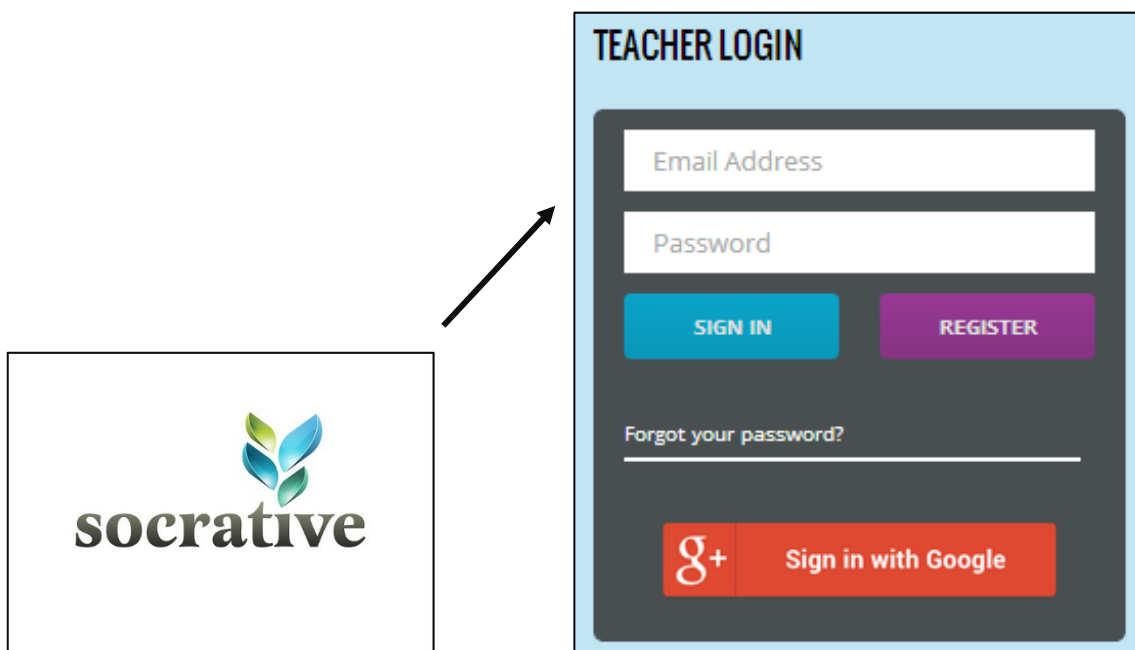 TEACHER LOGIN
Email Address
Password
SIGN IN
REGISTER
Forgot your password?
g+ Sign in with Google
socrative